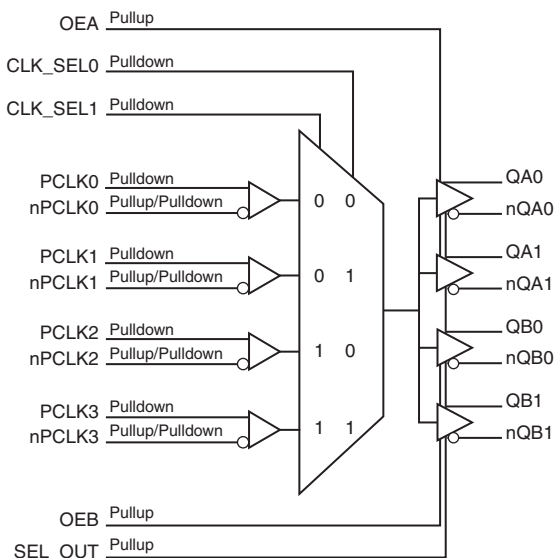 OEA Pullup
CLK_SEL0 Pulldown
CLK_SEL1 Pulldown
PCLK0 Pulldown
nPCLK0 Pullup/Pulldown
0 0
QA0
nQA0
PCLK1 Pulldown
nPCLK1 Pullup/Pulldown
0 1
QA1
nQA1
PCLK2 Pulldown
nPCLK2 Pullup/Pulldown
1 0
QB0
nQB0
PCLK3 Pulldown
nPCLK3 Pullup/Pulldown
1 1
QB1
nQB1
OEB Pullup
SEL_OUT Pullup